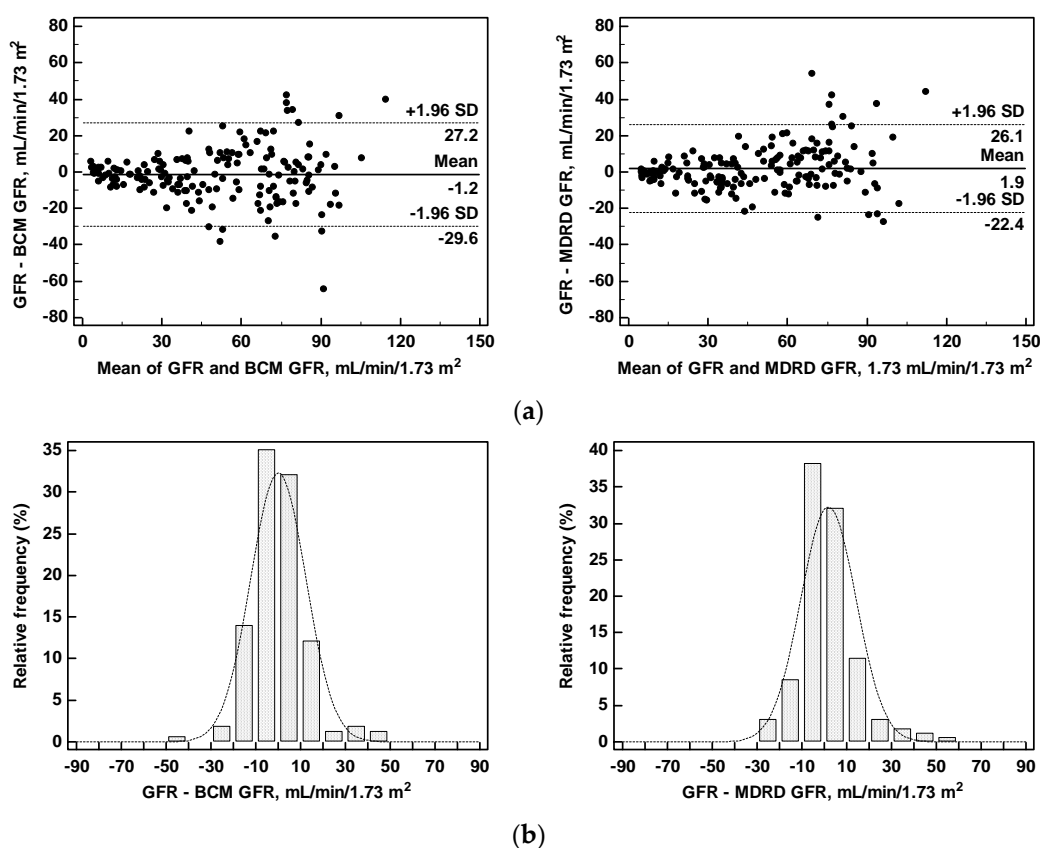 GFR - BCM GFR, mL/min/1.73 m²
80
60
40
20
0
-20
-40
-60
-80
+1.96 SD
27.2
Mean
-1.2
-1.96 SD
-29.6
0 30 60 90 120 150
Mean of GFR and BCM GFR, mL/min/1.73 m²
GFR - MDRD GFR, mL/min/1.73 m²
80
60
40
20
0
-20
-40
-60
-80
+1.96 SD
26.1
Mean
1.9
-1.96 SD
-22.4
0 30 60 90 120 150
Mean of GFR and MDRD GFR, 1.73 mL/min/1.73 m²
(a)
Relative frequency (%)
35
30
25
20
15
10
5
0
-90 -70 -50 -30 -10 10 30 50 70 90
GFR - BCM GFR, mL/min/1.73 m²
Relative frequency (%)
40
35
30
25
20
15
10
5
0
-90 -70 -50 -30 -10 10 30 50 70 90
GFR - MDRD GFR, mL/min/1.73 m²
(b)